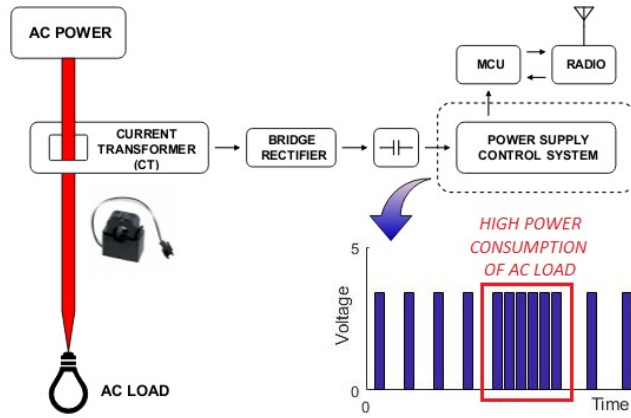 AC POWER
MCU
RADIO
CURRENT
TRANSFORMER
(CT)
BRIDGE
RECTIFIER
POWER SUPPLY
CONTROL SYSTEM
HIGH POWER
CONSUMPTION
OF AC LOAD
5
Voltage
0
0
Time
AC LOAD